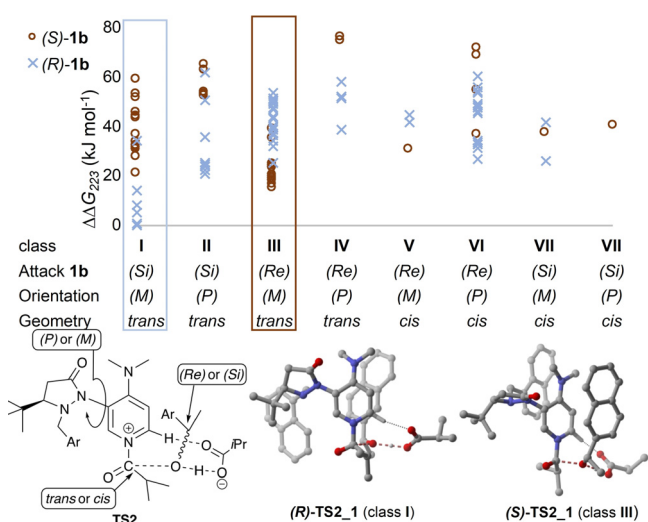 80
(S)-1b
(R)-1b
60
40
20
0
ΔΔG223 (kJ mol-1)
class I II III IV V VI VII VII
Attack 1b (Si) (Si) (Re) (Re) (Re) (Re) (Si) (Si)
Orientation (M) (P) (M) (P) (M) (P) (M) (P)
Geometry trans trans trans trans cis cis cis cis
(P) or (M)
N
O
(Re) or (Si)
N
N
Ar
Ar
+
N
H
O
iPr
C
O
H
O
⊖
O
trans or cis
TS2
(R)-TS2_1 (class I)
(S)-TS2_1 (class III)